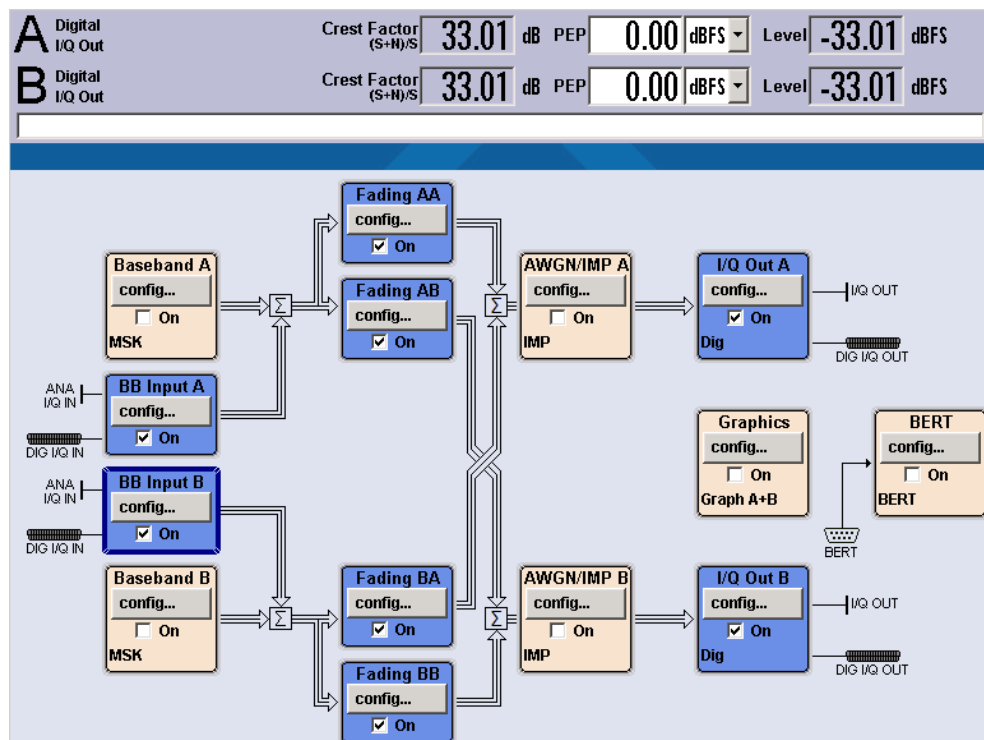 A Digital I/Q Out Crest Factor (S+N)/S 33.01 dB PEP 0.00 dBFS Level -33.01 dBFS
B Digital I/Q Out Crest Factor (S+N)/S 33.01 dB PEP 0.00 dBFS Level -33.01 dBFS
Fading AA
config...
On
Baseband A
config...
On
MSK
Σ
Fading AB
config...
On
Σ
AWGN/IMP A
config...
On
IMP
I/Q Out A
config...
On
Dig
I/Q OUT
DIG I/Q OUT
ANA I/Q IN
DIG I/Q IN
BB Input A
config...
On
Graphics
config...
On
Graph A+B
BERT
config...
On
BERT
BERT
ANA I/Q IN
DIG I/Q IN
BB Input B
config...
On
Baseband B
config...
On
MSK
Σ
Fading BA
config...
On
Σ
AWGN/IMP B
config...
On
IMP
I/Q Out B
config...
On
Dig
I/Q OUT
DIG I/Q OUT
Fading BB
config...
On